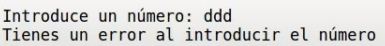 Introduce un número: ddd
Tienes un error al introducir el número